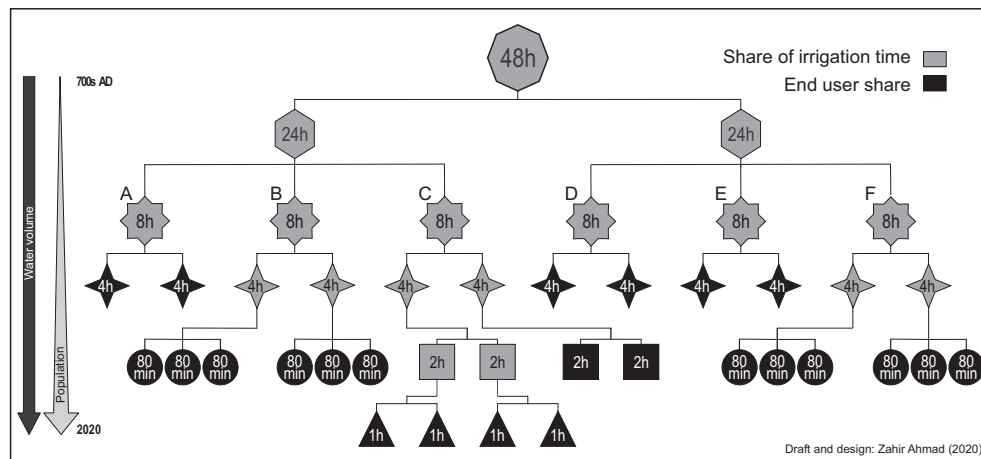 48h
Share of irrigation time
End user share
700s AD
24h 24h
A B C D E F
8h 8h 8h 8h 8h 8h
4h 4h 4h 4h 4h 4h 4h 4h 4h 4h 4h 4h
80 min 80 min 80 min 80 min 80 min 80 min 2h 2h 2h 2h 80 min 80 min 80 min 80 min 80 min 80 min
1h 1h 1h 1h
Water volume
Population
2020
Draft and design: Zahir Ahmad (2020)